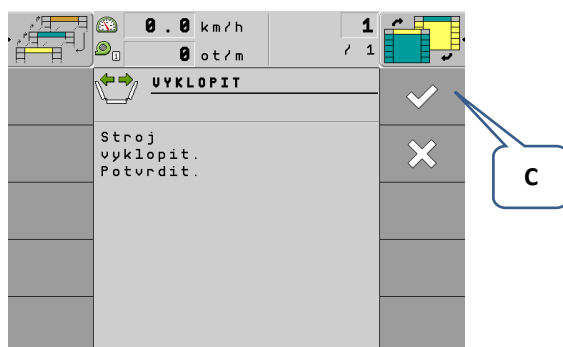 0.0 km/h 1
0 ot/m / 1
VYKLOPIT
Stroj
vyklopit.
Potvrdit.
C